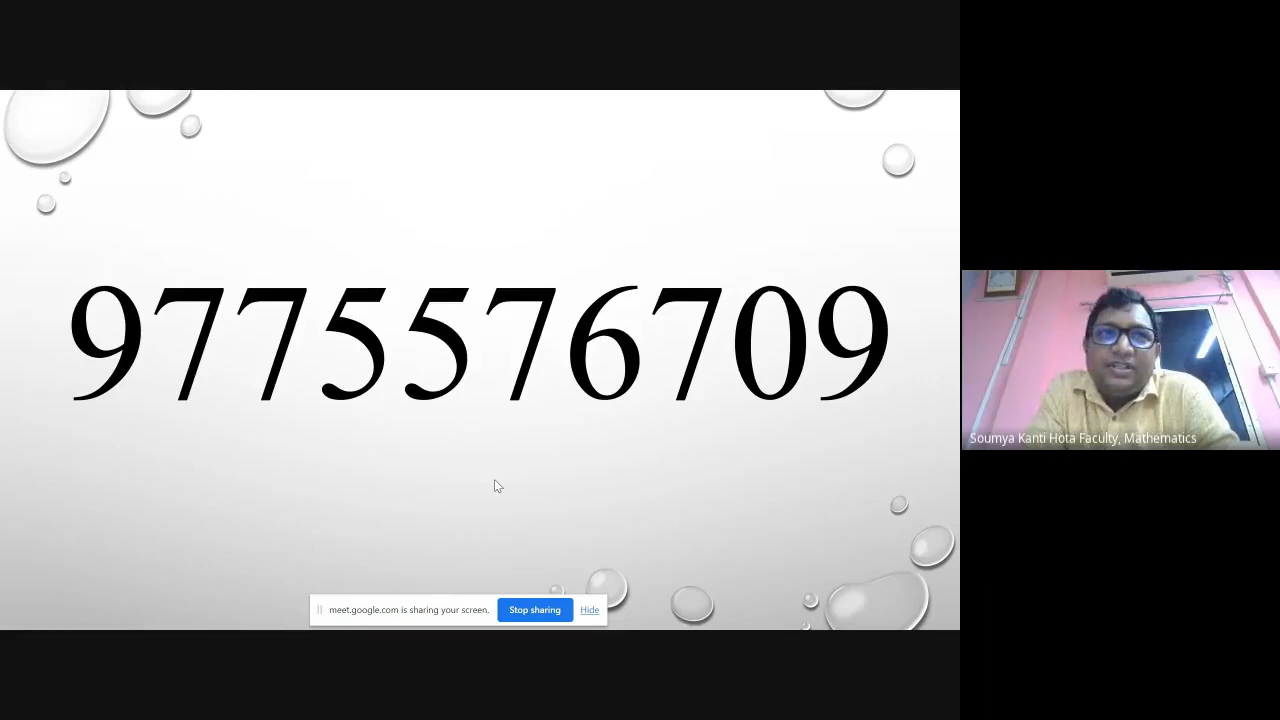 9775576709
meet.google.com is sharing your screen. Stop sharing Hide
Soumya Kanti Hota Faculty, Mathematics